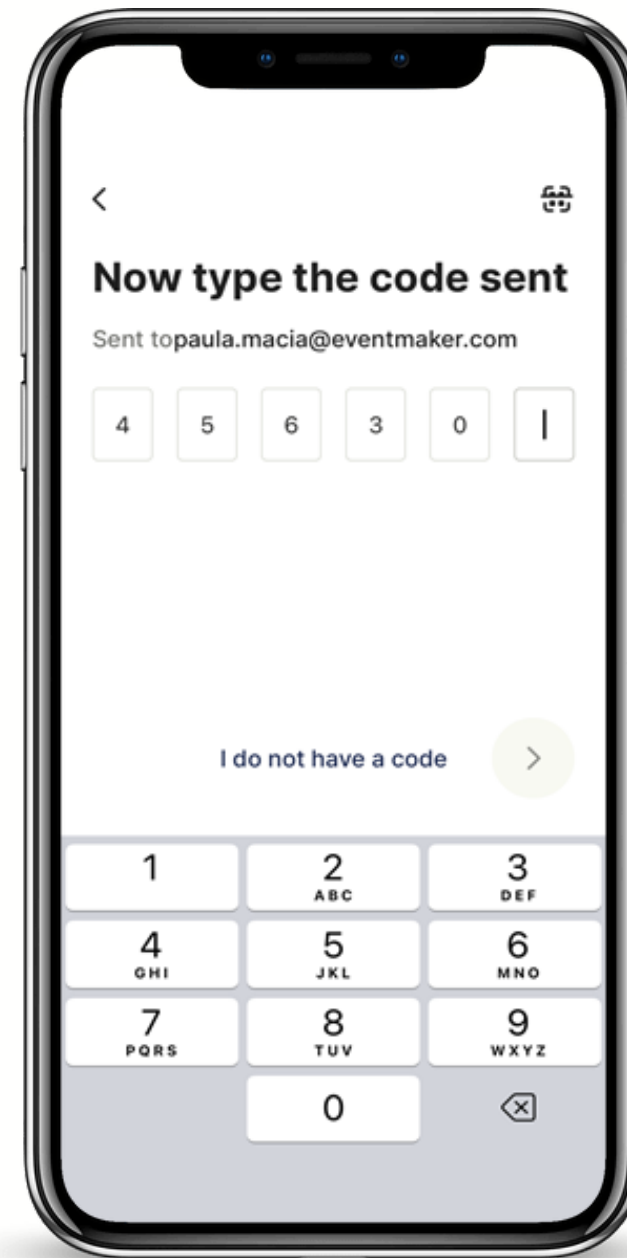 Now type the code sent
Sent topaula.macia@eventmaker.com
4 5 6 3 0
I do not have a code
1 2 3
ABC DEF
4 5 6
GHI JKL MNO
7 8 9
PQRS TUV WXYZ
0